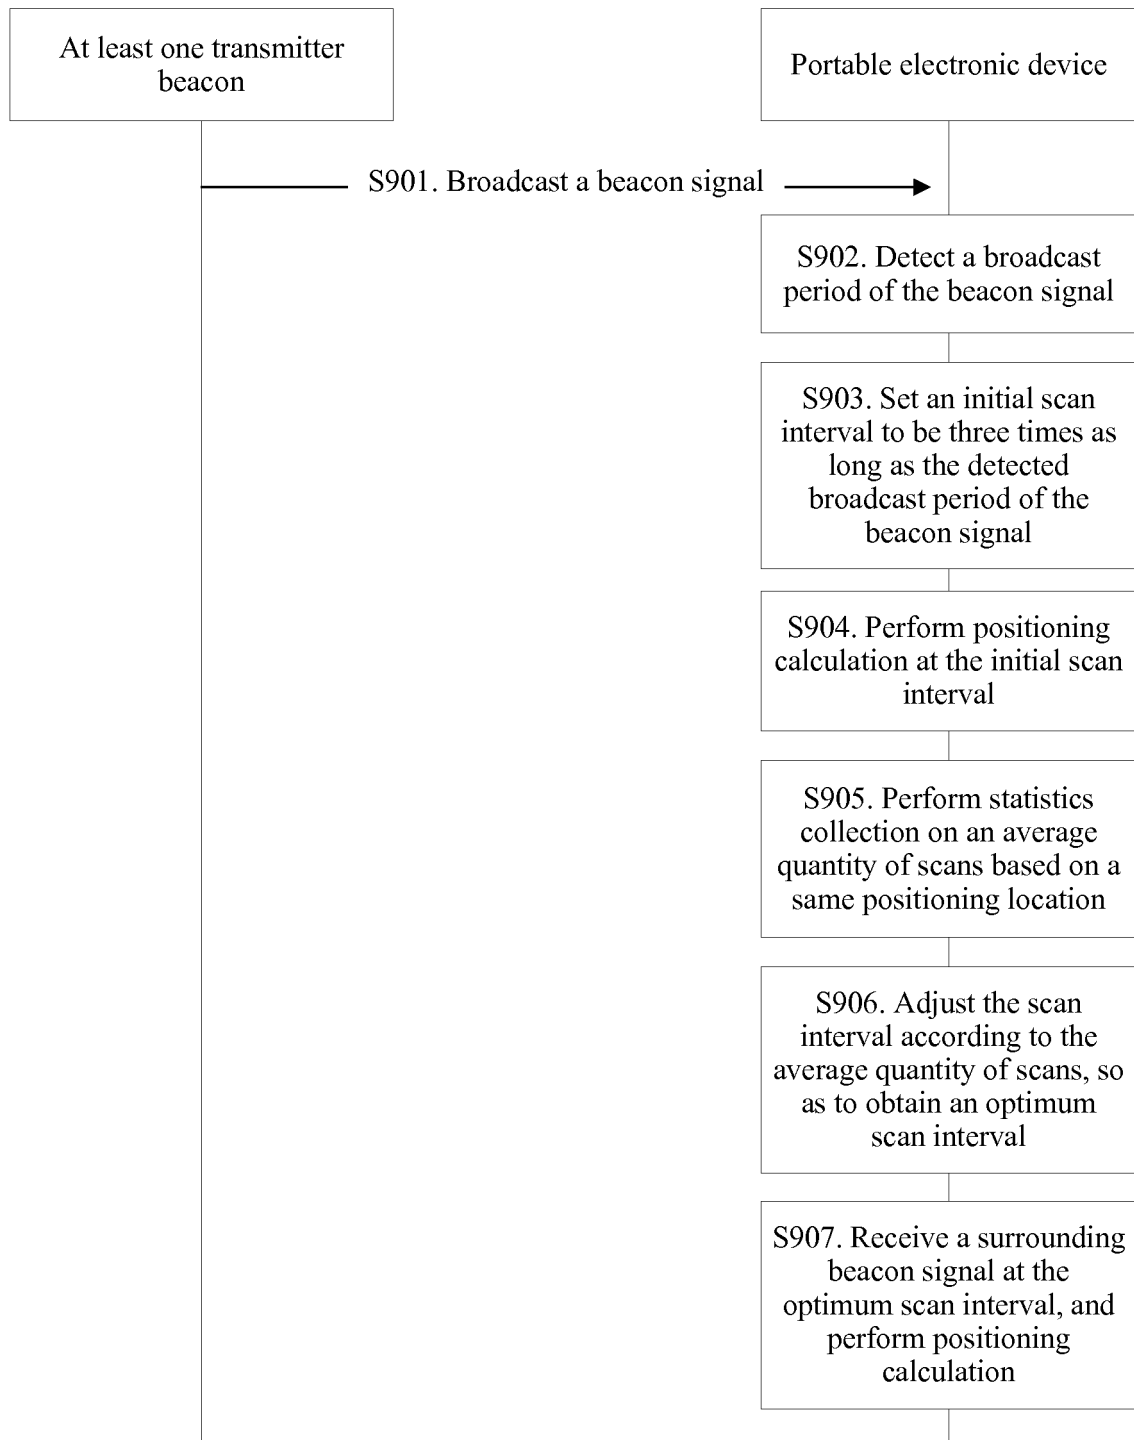 At least one transmitter
beacon
Portable electronic device
S901. Broadcast a beacon signal
S902. Detect a broadcast
period of the beacon signal
S903. Set an initial scan
interval to be three times as
long as the detected
broadcast period of the
beacon signal
S904. Perform positioning
calculation at the initial scan
interval
S905. Perform statistics
collection on an average
quantity of scans based on a
same positioning location
S906. Adjust the scan
interval according to the
average quantity of scans, so
as to obtain an optimum
scan interval
S907. Receive a surrounding
beacon signal at the
optimum scan interval, and
perform positioning
calculation